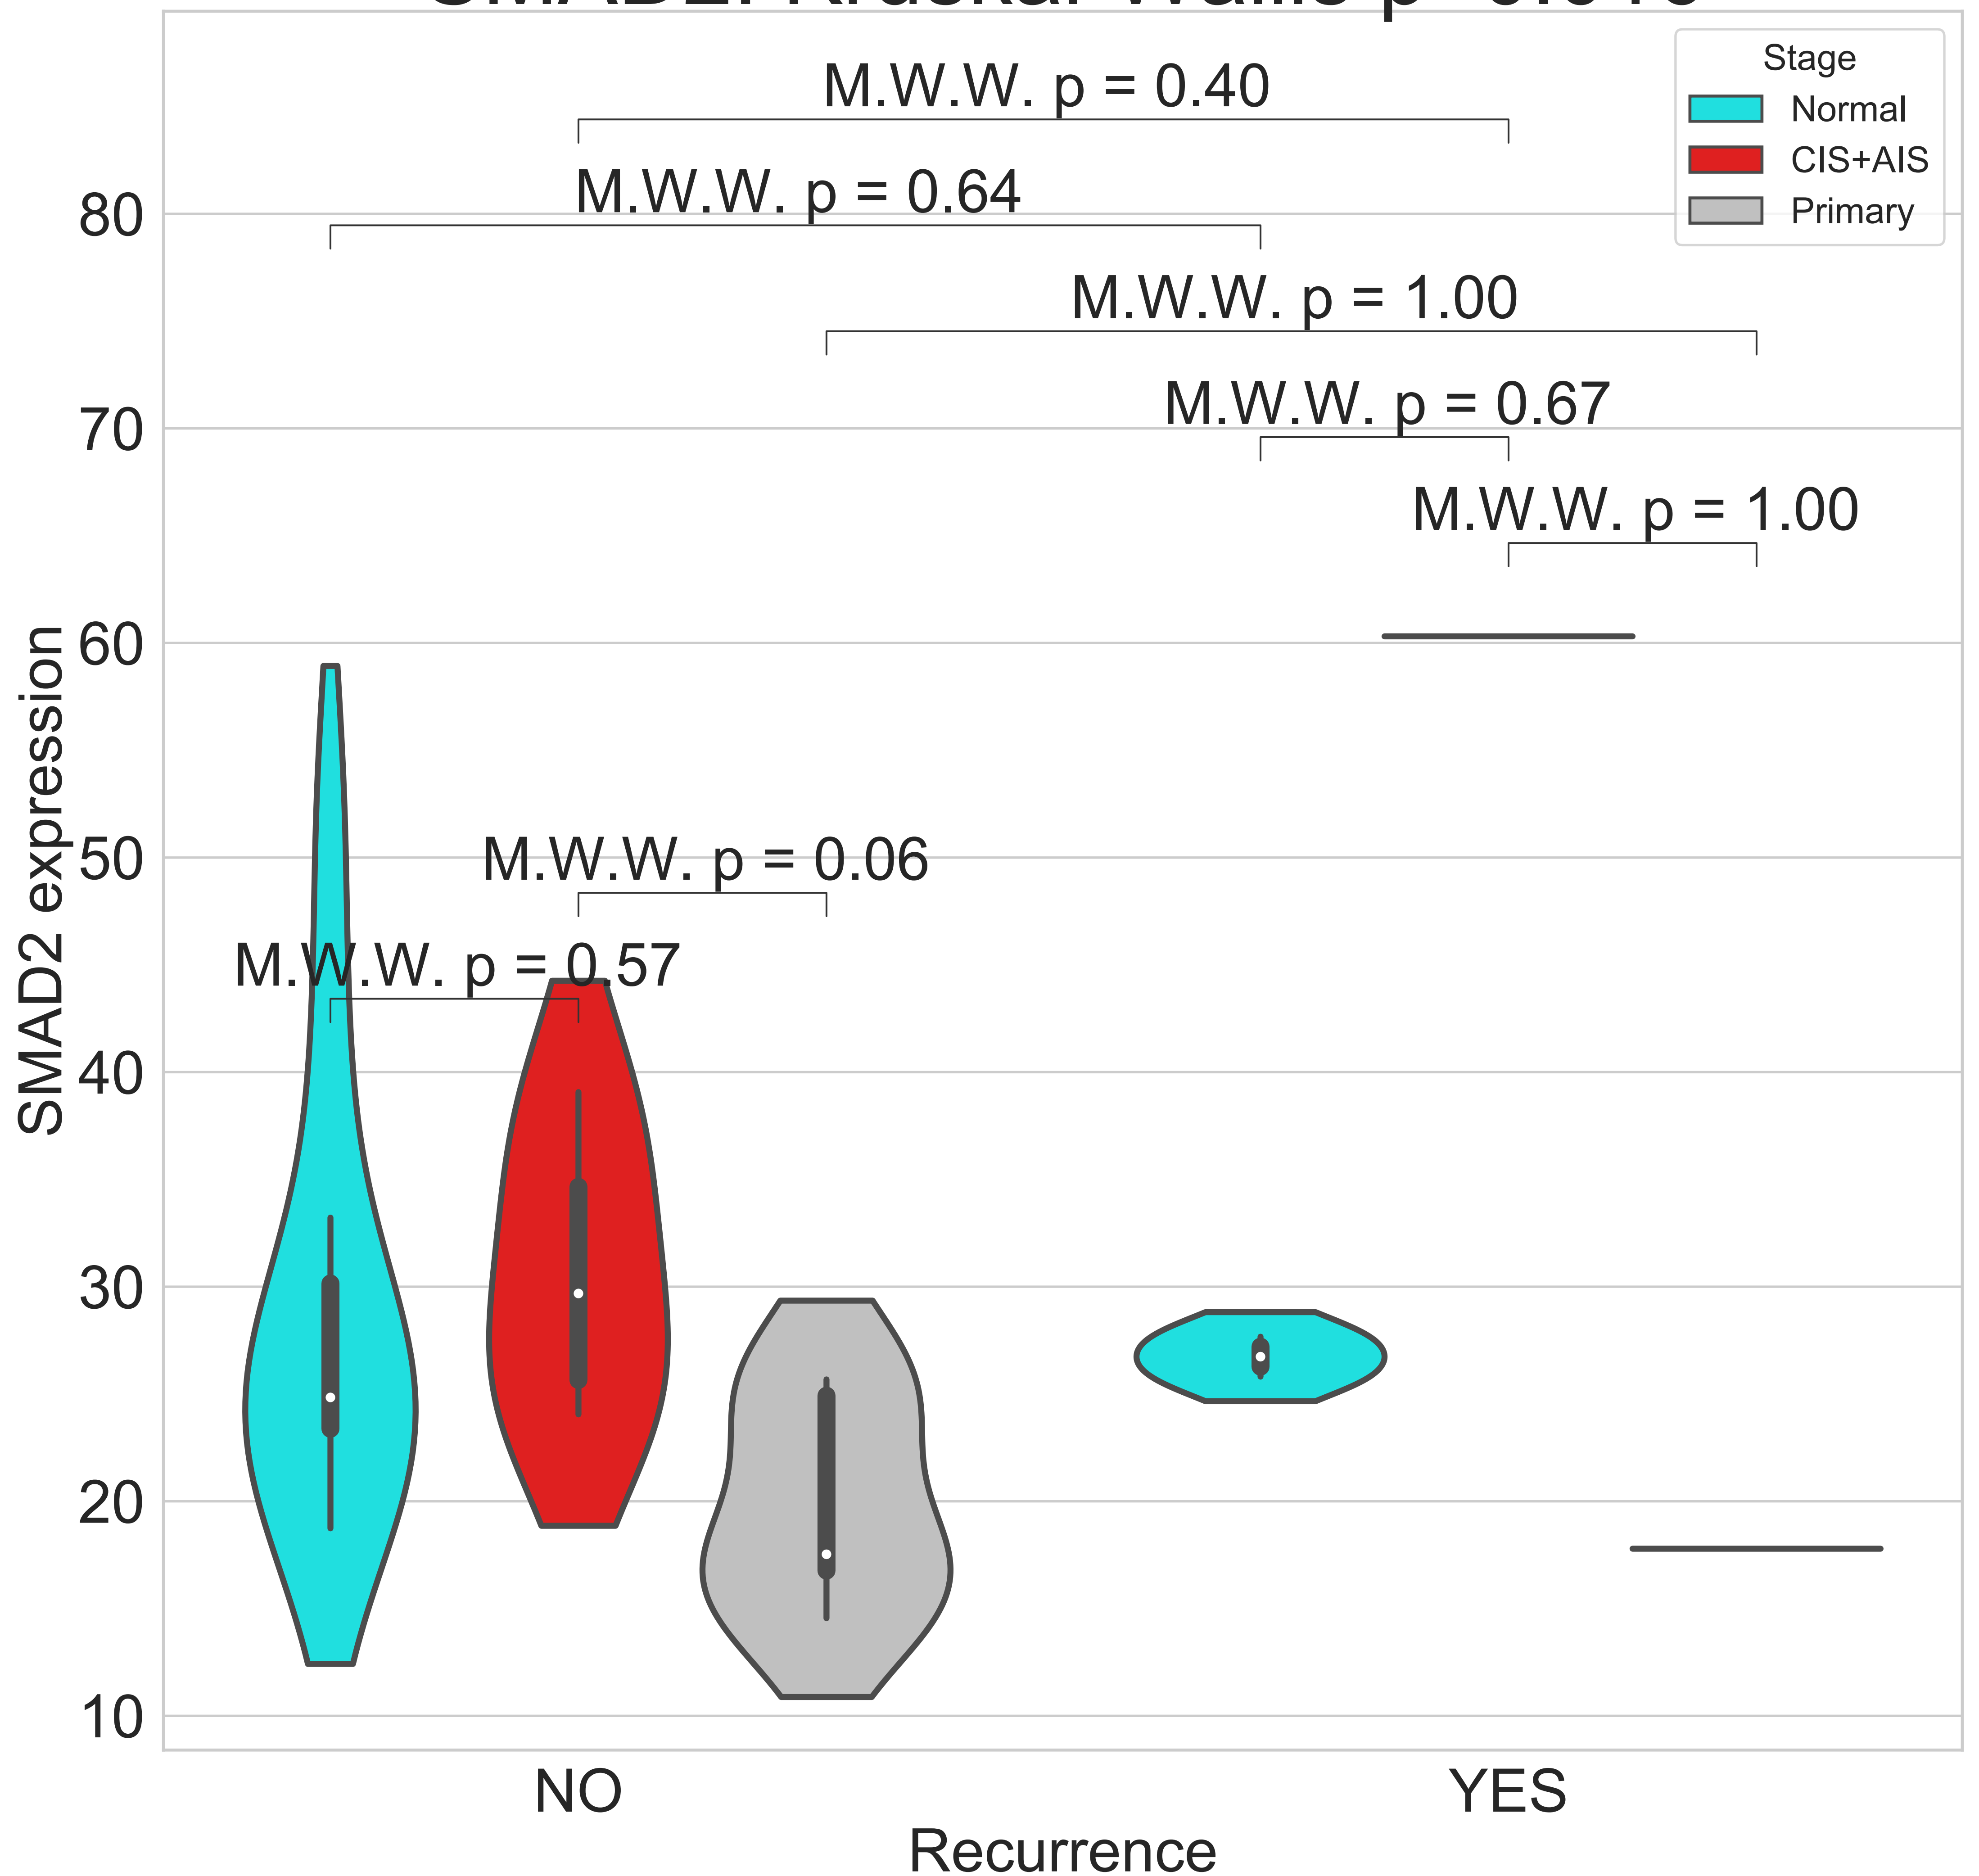 M.W.W. p = 0.40
M.W.W. p = 0.64
M.W.W. p = 1.00
M.W.W. p = 0.67
M.W.W. p = 1.00
M.W.W. p = 0.06
M.W.W. p = 0.57
Stage
Normal
CIS+AIS
Primary
SMAD2 expression
80
70
60
50
40
30
20
10
NO
YES
Recurrence